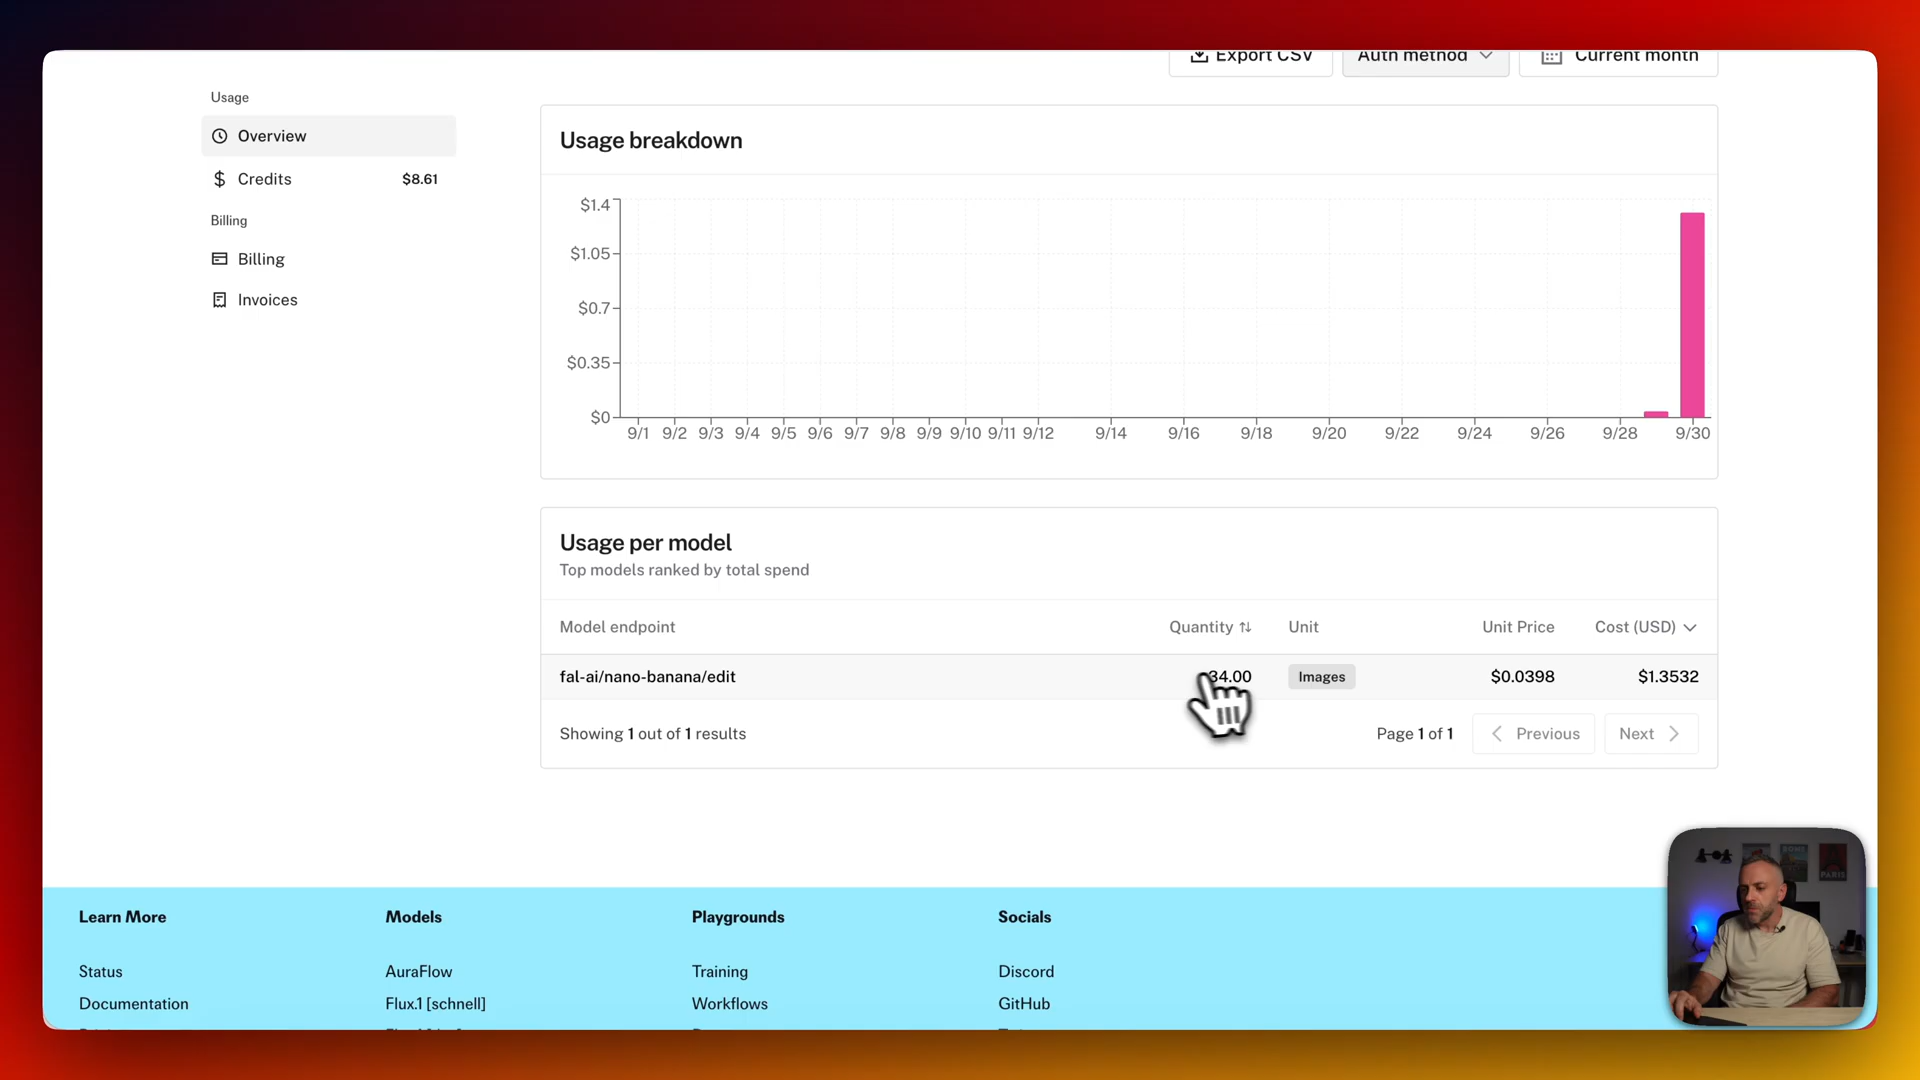 Export CSV
Auth method
Current month
Usage
Overview
Credits $8.61
Billing
Billing
Invoices
Usage breakdown
$1.4
$1.05
$0.7
$0.35
$0
9/1 9/2 9/3 9/4 9/5 9/6 9/7 9/8 9/9 9/10 9/11 9/12 9/14 9/16 9/18 9/20 9/22 9/24 9/26 9/28 9/30
Usage per model
Top models ranked by total spend
Model endpoint Quantity Unit Unit Price Cost (USD)
fal-ai/nano-banana/edit 34.00 Images $0.0398 $1.3532
Showing 1 out of 1 results
Page 1 of 1 Previous Next
Learn More Models Playgrounds Socials
Status AuraFlow Training Discord
Documentation Flux.1 [schnell] Workflows GitHub
PARIS